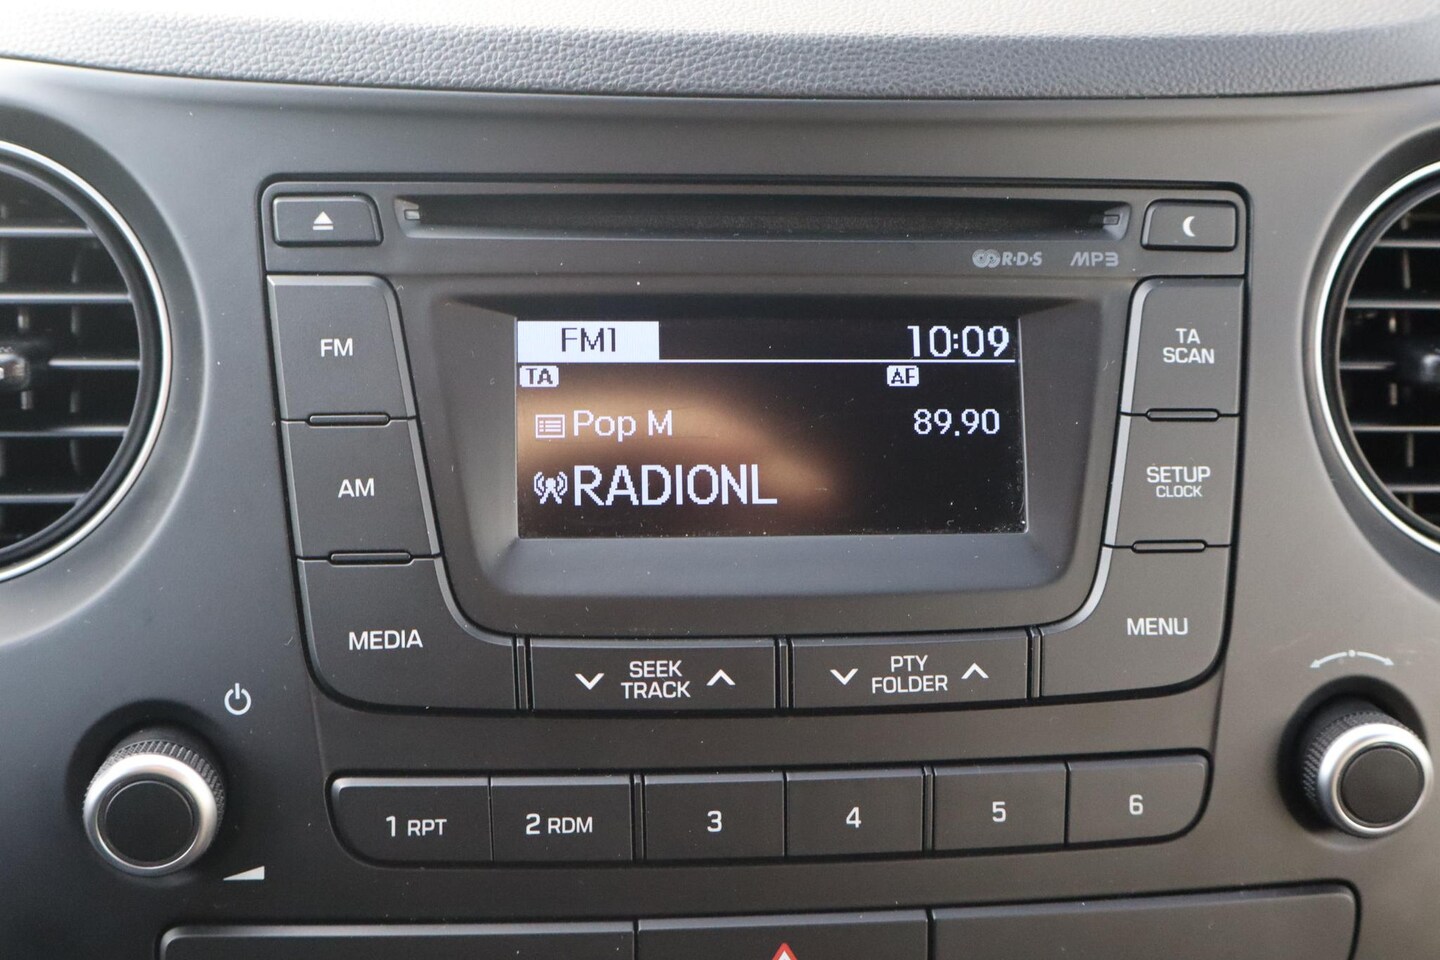 R·D·S MP3
FM1 10:09
TA AF
Pop M 89.90
RADIONL
FM
AM
MEDIA
TA
SCAN
SETUP
CLOCK
MENU
SEEK
TRACK
PTY
FOLDER
1 RPT 2 RDM 3 4 5 6